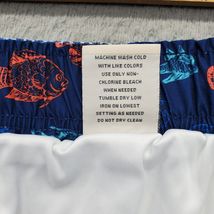 MACHINE WASH COLD
WITH LIKE COLORS
USE ONLY NON-
CHLORINE BLEACH
WHEN NEEDED
TUMBLE DRY LOW
IRON ON LOWEST
SETTING AS NEEDED
DO NOT DRY CLEAN